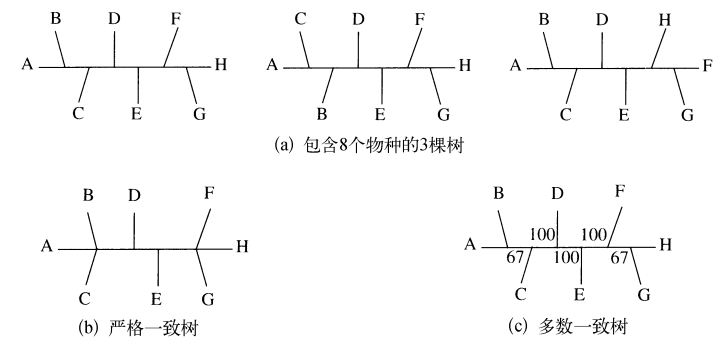 B D F C D F B D H
A H A H A F
C E G B E G C E G
(a) 包含8个物种的3棵树
B D F B D F
A H A 100 100 H
67 100 67
C E G C E G
(b) 严格一致树 (c) 多数一致树